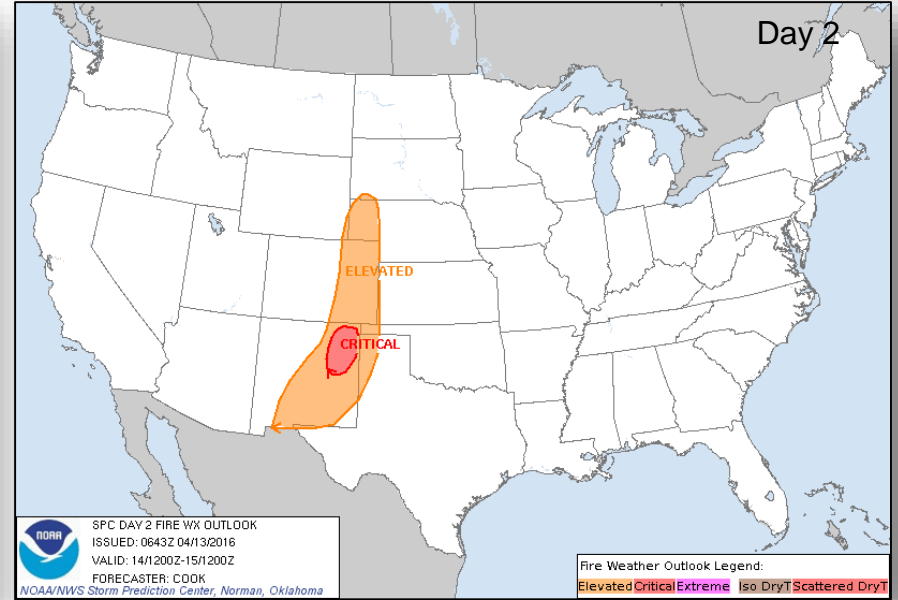 Day 2
ELEVATED
CRITICAL
NOAA
SPC DAY 2 FIRE WX OUTLOOK
ISSUED: 0643Z 04/13/2016
VALID: 14/1200Z-15/1200Z
FORECASTER: COOK
NOAA/NWS Storm Prediction Center, Norman, Oklahoma
Fire Weather Outlook Legend:
Elevated Critical Extreme Iso DryT Scattered DryT